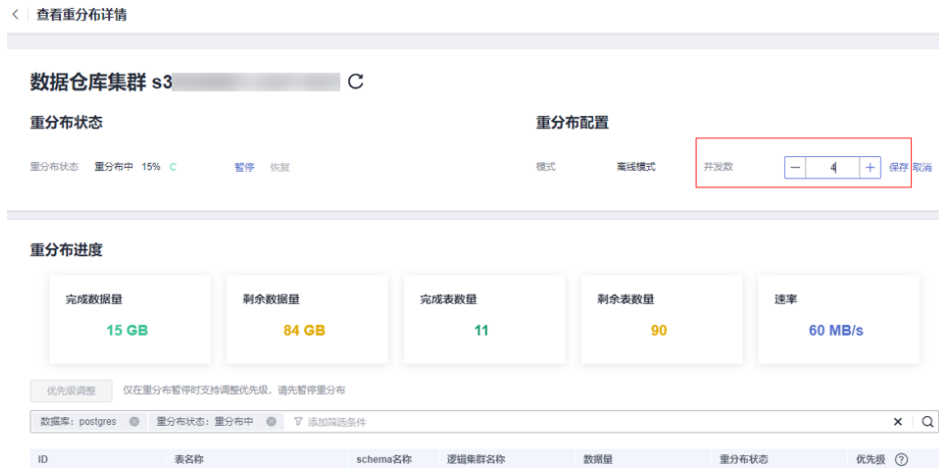 查看重分布详情
数据仓库集群 s3
重分布状态
重分布配置
重分布状态 重分布中 15% 暂停 恢复
模式 离线模式 并发数 − 4 + 保存 取消
重分布进度
完成数据量 剩余数据量 完成表数量 剩余表数量 速率
15 GB 84 GB 11 90 60 MB/s
优先级调整 仅在重分布暂停时支持调整优先级，请先暂停重分布
数据库：postgres 重分布状态：重分布中 添加筛选条件
ID 表名称 schema名称 逻辑集群名称 数据量 重分布状态 优先级